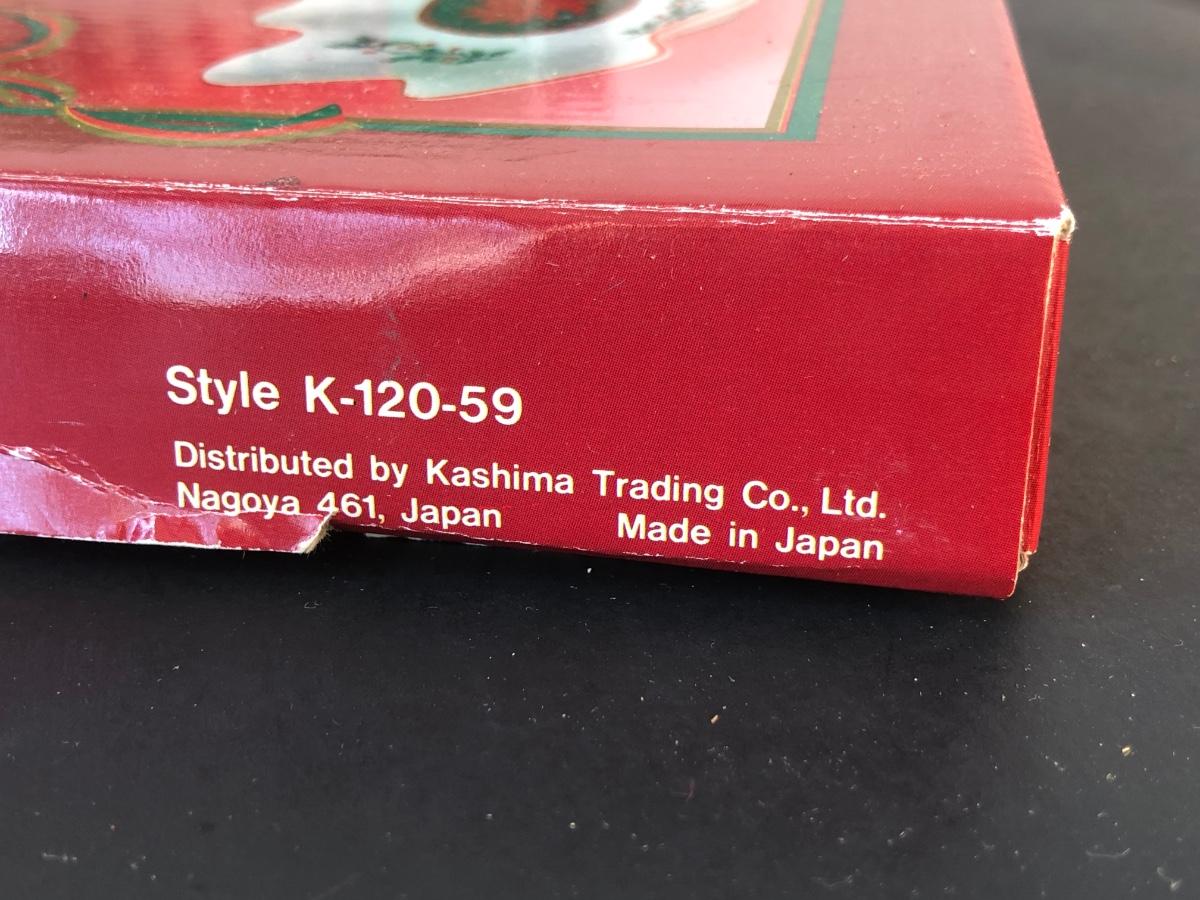 Style K-120-59
Distributed by Kashima Trading Co., Ltd.
Nagoya 461, Japan Made in Japan